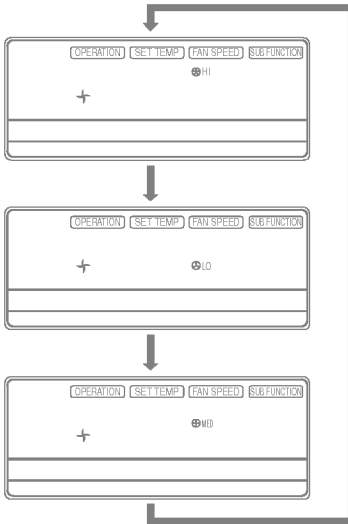 OPERATION SET TEMP FAN SPEED SUB FUNCTION
HI
OPERATION SET TEMP FAN SPEED SUB FUNCTION
LO
OPERATION SET TEMP FAN SPEED SUB FUNCTION
MED